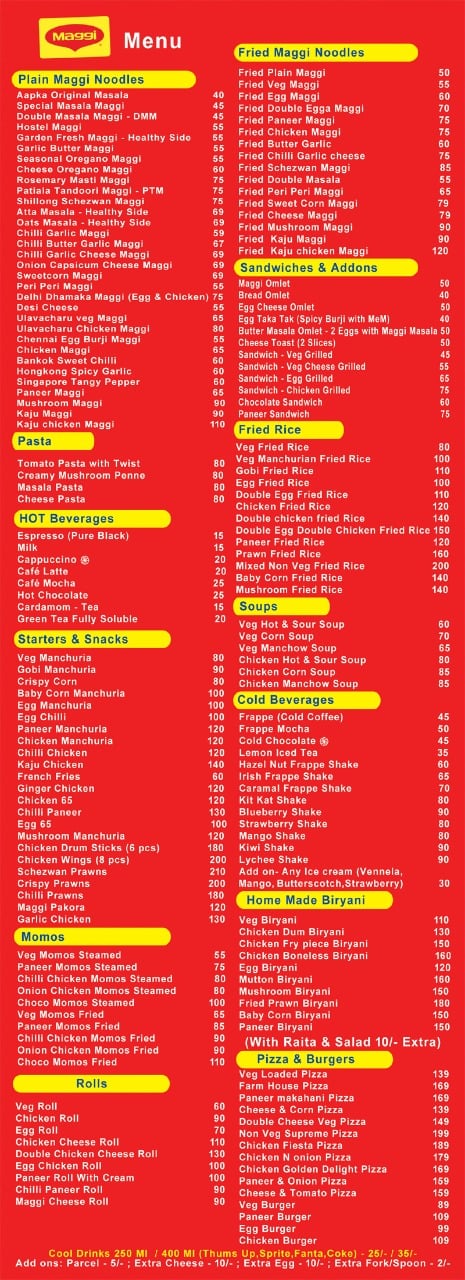 Maggi
Menu
Plain Maggi Noodles
Aapka Original Masala 40
Special Masala Maggi 45
Double Masala Maggi - DMM 45
Hostel Maggi 55
Garden Fresh Maggi - Healthy Side 55
Garlic Butter Maggi 55
Seasonal Oregano Maggi 55
Cheese Oregano Maggi 60
Rosemary Masti Maggi 75
Patiala Tandoori Maggi - PTM 75
Shillong Schezwan Maggi 75
Atta Masala - Healthy Side 69
Oats Masala - Healthy Side 69
Chilli Garlic Maggi 59
Chilli Butter Garlic Maggi 67
Chilli Garlic Cheese Maggi 69
Onion Capsicum Cheese Maggi 69
Sweetcorn Maggi 69
Peri Peri Maggi 55
Delhi Dhamaka Maggi (Egg & Chicken) 75
Desi Cheese 55
Ulavacharu veg Maggi 65
Ulavacharu Chicken Maggi 80
Chennai Egg Burji Maggi 55
Chicken Maggi 65
Bankok Sweet Chilli 60
Hongkong Spicy Garlic 60
Singapore Tangy Pepper 60
Paneer Maggi 65
Mushroom Maggi 90
Kaju Maggi 90
Kaju chicken Maggi 110
Pasta
Tomato Pasta with Twist 80
Creamy Mushroom Penne 80
Masala Pasta 80
Cheese Pasta 80
HOT Beverages
Espresso (Pure Black) 15
Milk 15
Cappuccino 20
Café Latte 20
Café Mocha 25
Hot Chocolate 25
Cardamom - Tea 15
Green Tea Fully Soluble 20
Starters & Snacks
Veg Manchuria 80
Gobi Manchuria 90
Crispy Corn 80
Baby Corn Manchuria 100
Egg Manchuria 100
Egg Chilli 100
Paneer Manchuria 120
Chicken Manchuria 120
Chilli Chicken 120
Kaju Chicken 140
French Fries 60
Ginger Chicken 120
Chicken 65 120
Chilli Paneer 130
Egg 65 100
Mushroom Manchuria 120
Chicken Drum Sticks (6 pcs) 180
Chicken Wings (8 pcs) 200
Schezwan Prawns 210
Crispy Prawns 200
Chilli Prawns 180
Maggi Pakora 120
Garlic Chicken 130
Momos
Veg Momos Steamed 55
Paneer Momos Steamed 75
Chilli Chicken Momos Steamed 80
Onion Chicken Momos Steamed 80
Choco Momos Steamed 100
Veg Momos Fried 65
Paneer Momos Fried 85
Chilli Chicken Momos Fried 90
Onion Chicken Momos Fried 90
Choco Momos Fried 110
Rolls
Veg Roll 60
Chicken Roll 90
Egg Roll 70
Chicken Cheese Roll 110
Double Chicken Cheese Roll 130
Egg Chicken Roll 100
Paneer Roll With Cream 100
Chilli Paneer Roll 90
Maggi Cheese Roll 90
Fried Maggi Noodles
Fried Plain Maggi 50
Fried Veg Maggi 55
Fried Egg Maggi 60
Fried Double Egga Maggi 70
Fried Paneer Maggi 75
Fried Chicken Maggi 75
Fried Butter Garlic 60
Fried Chilli Garlic cheese 75
Fried Schezwan Maggi 85
Fried Double Masala 55
Fried Peri Peri Maggi 65
Fried Sweet Corn Maggi 79
Fried Cheese Maggi 79
Fried Mushroom Maggi 90
Fried Kaju Maggi 90
Fried Kaju chicken Maggi 120
Sandwiches & Addons
Maggi Omlet 50
Bread Omlet 40
Egg Cheese Omlet 50
Egg Taka Tak (Spicy Burji with MeM) 40
Butter Masala Omlet - 2 Eggs with Maggi Masala 50
Cheese Toast (2 Slices) 50
Sandwich - Veg Grilled 45
Sandwich - Veg Cheese Grilled 55
Sandwich - Egg Grilled 65
Sandwich - Chicken Grilled 75
Chocolate Sandwich 60
Paneer Sandwich 75
Fried Rice
Veg Fried Rice 80
Veg Manchurian Fried Rice 100
Gobi Fried Rice 110
Egg Fried Rice 100
Double Egg Fried Rice 110
Chicken Fried Rice 120
Double chicken fried Rice 140
Double Egg Double Chicken Fried Rice 150
Paneer Fried Rice 120
Prawn Fried Rice 160
Mixed Non Veg Fried Rice 200
Baby Corn Fried Rice 140
Mushroom Fried Rice 140
Soups
Veg Hot & Sour Soup 60
Veg Corn Soup 70
Veg Manchow Soup 65
Chicken Hot & Sour Soup 80
Chicken Corn Soup 85
Chicken Manchow Soup 85
Cold Beverages
Frappe (Cold Coffee) 45
Frappe Mocha 50
Cold Chocolate 45
Lemon Iced Tea 35
Hazel Nut Frappe Shake 60
Irish Frappe Shake 65
Caramal Frappe Shake 70
Kit Kat Shake 80
Blueberry Shake 90
Strawberry Shake 80
Mango Shake 80
Kiwi Shake 90
Lychee Shake 90
Add on- Any Ice cream (Vennela,
Mango, Butterscotch,Strawberry) 30
Home Made Biryani
Veg Biryani 110
Chicken Dum Biryani 130
Chicken Fry piece Biryani 150
Chicken Boneless Biryani 160
Egg Biryani 120
Mutton Biryani 160
Mushroom Biryani 150
Fried Prawn Biryani 180
Baby Corn Biryani 150
Paneer Biryani 150
(With Raita & Salad 10/- Extra)
Pizza & Burgers
Veg Loaded Pizza 139
Farm House Pizza 169
Paneer makahani Pizza 169
Cheese & Corn Pizza 139
Double Cheese Veg Pizza 149
Non Veg Supreme Pizza 199
Chicken Fiesta Pizza 189
Chicken N onion Pizza 179
Chicken Golden Delight Pizza 169
Paneer & Onion Pizza 159
Cheese & Tomato Pizza 159
Veg Burger 89
Paneer Burger 109
Egg Burger 99
Chicken Burger 109
Cool Drinks 250 Ml / 400 Ml (Thums Up,Sprite,Fanta,Coke) - 25/- / 35/-
Add ons: Parcel - 5/- ; Extra Cheese - 10/- ; Extra Egg - 10/- ; Extra Fork/Spoon - 2/-